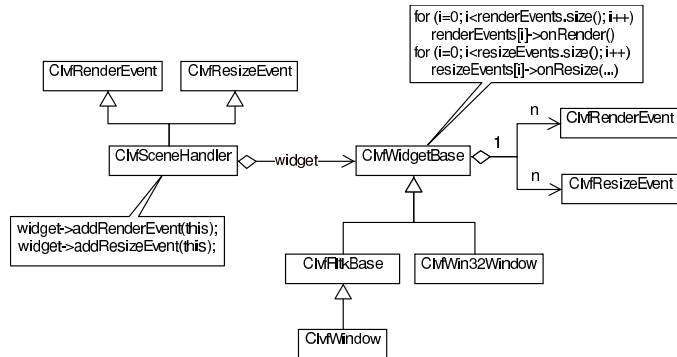 for (i=0; i<renderEvents.size(); i++)
renderEvents[i]->onRender()
for (i=0; i<resizeEvents.size(); i++)
resizeEvents[i]->onResize(...)
CIvfRenderEvent
CIvfResizeEvent
CIvfSceneHandler
widget
CIvfWidgetBase
1
n
CIvfRenderEvent
n
CIvfResizeEvent
widget->addRenderEvent(this);
widget->addResizeEvent(this);
CIvfFltkBase
CIvfWin32Window
CIvfWindow